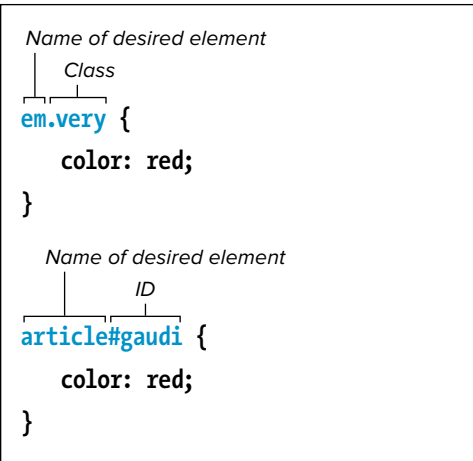 Name of desired element
Class
em.very {
color: red;
}
Name of desired element
ID
article#gaudi {
color: red;
}